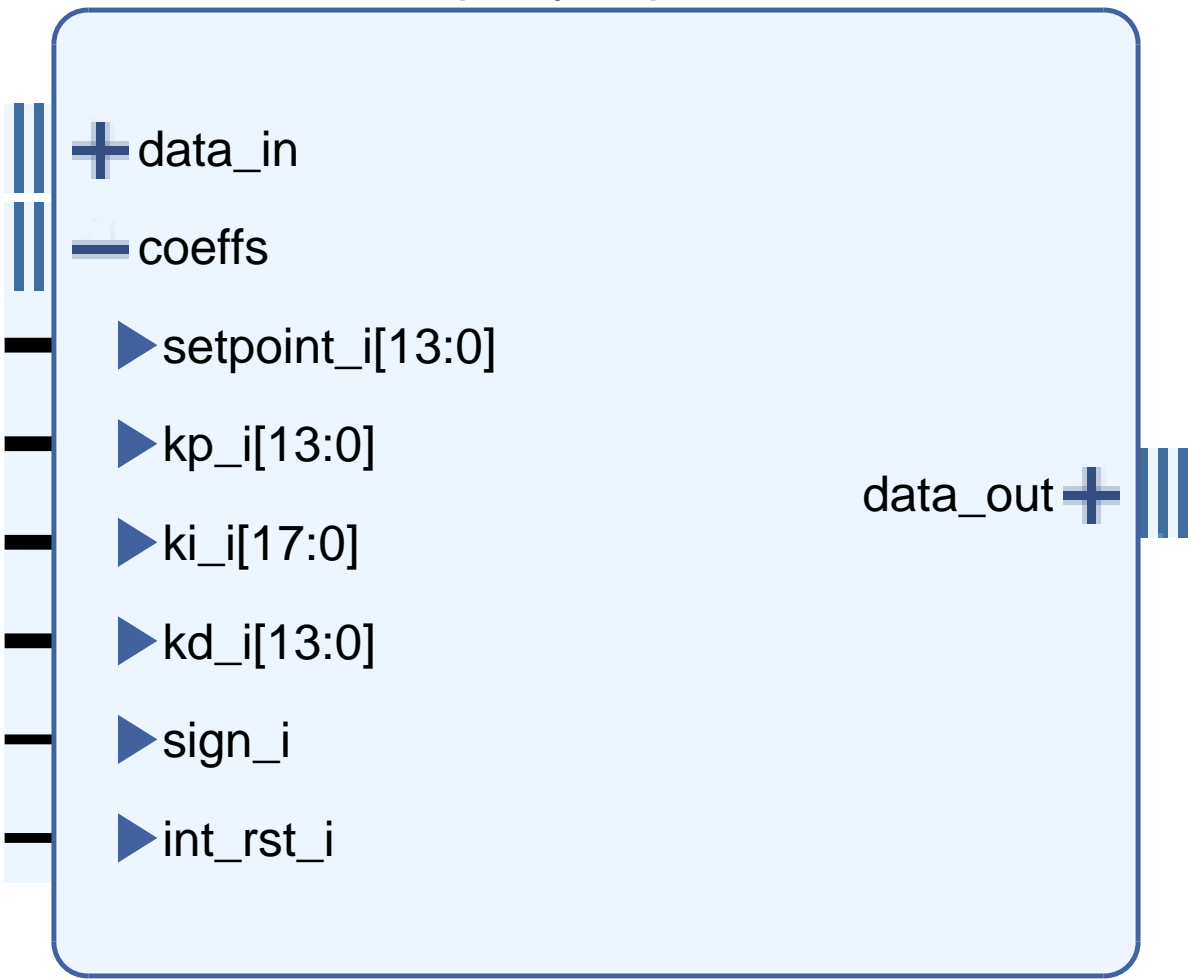 data_in
coeffs
setpoint_i[13:0]
kp_i[13:0]
data_out
ki_i[17:0]
kd_i[13:0]
sign_i
int_rst_i